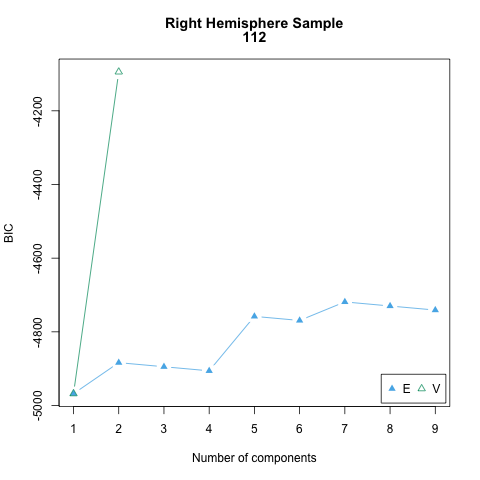 Right Hemisphere Sample
112
BIC
-4200
-4400
-4600
-4800
-5000
1 2 3 4 5 6 7 8 9
Number of components
E V